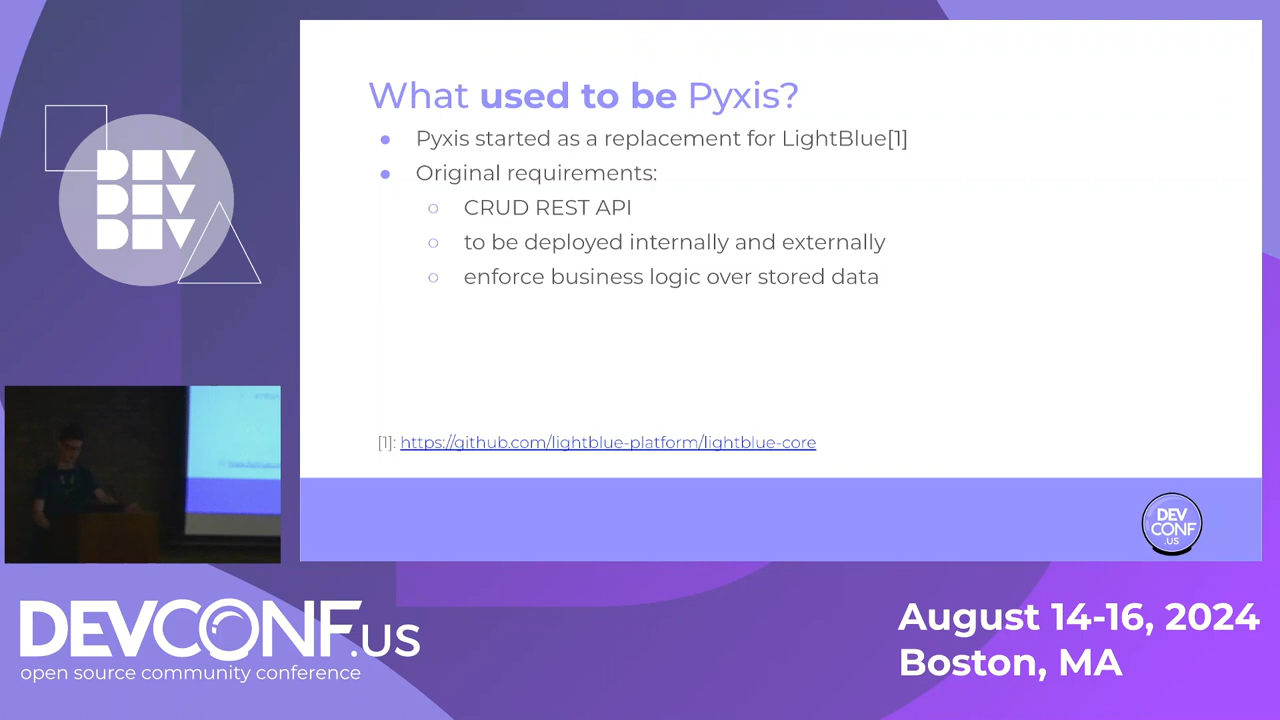 What used to be Pyxis?
Pyxis started as a replacement for LightBlue[1]
Original requirements:
CRUD REST API
to be deployed internally and externally
enforce business logic over stored data
[1]: https://github.com/lightblue-platform/lightblue-core
DEV
CONF
.US
DEV
DEV
DEV
DEVCONF.US
open source community conference
August 14-16, 2024
Boston, MA